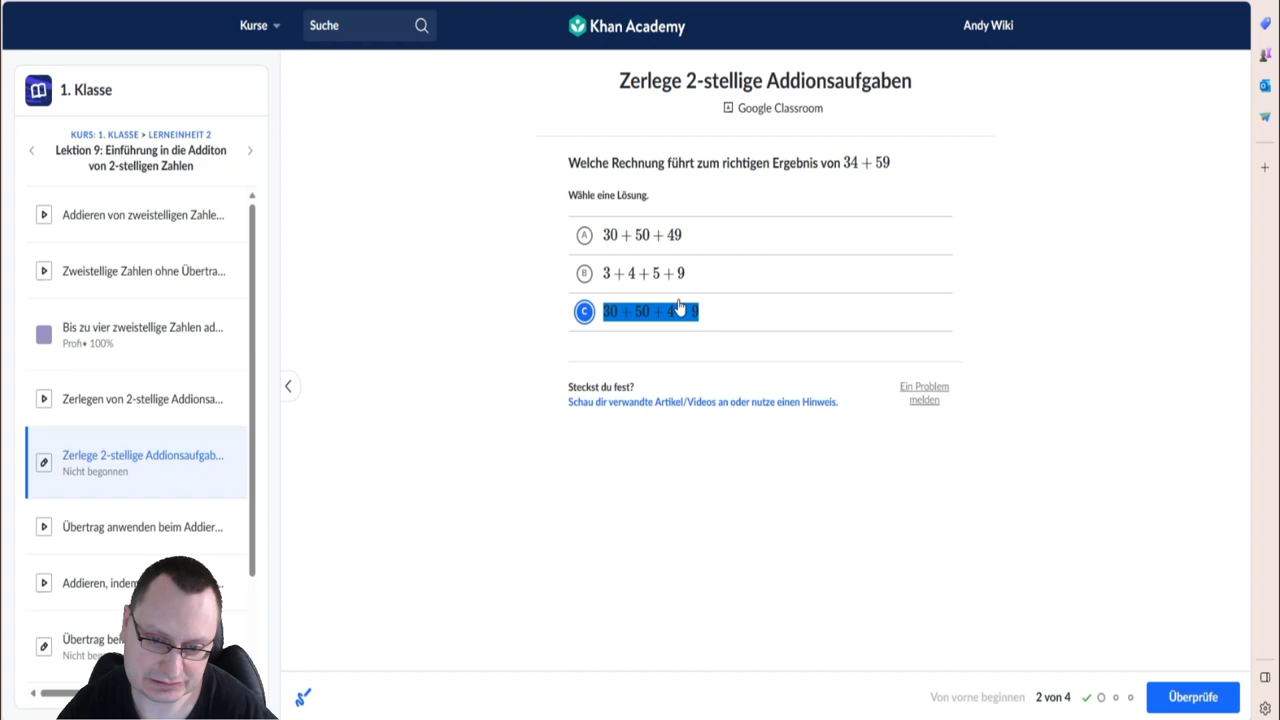 Kurse
Suche
Khan Academy
Andy Wiki
1. Klasse
KURS: 1. KLASSE > LERNEINHEIT 2
Lektion 9: Einführung in die Additon
von 2-stelligen Zahlen
Addieren von zweistelligen Zahle...
Zweistellige Zahlen ohne Übertra...
Bis zu vier zweistellige Zahlen ad...
Profi• 100%
Zerlegen von 2-stellige Addionsa...
Zerlege 2-stellige Addionsaufgab...
Nicht begonnen
Übertrag anwenden beim Addier...
Addieren,
Übertrag
Zerlege 2-stellige Addionsaufgaben
Google Classroom
Welche Rechnung führt zum richtigen Ergebnis von 34 + 59
Wähle eine Lösung.
A 30 + 50 + 49
B 3 + 4 + 5 + 9
C 30 + 50 + 4 + 9
Steckst du fest?
Schau dir verwandte Artikel/Videos an oder nutze einen Hinweis.
Ein Problem
melden
Von vorne beginnen
2 von 4
Überprüfe